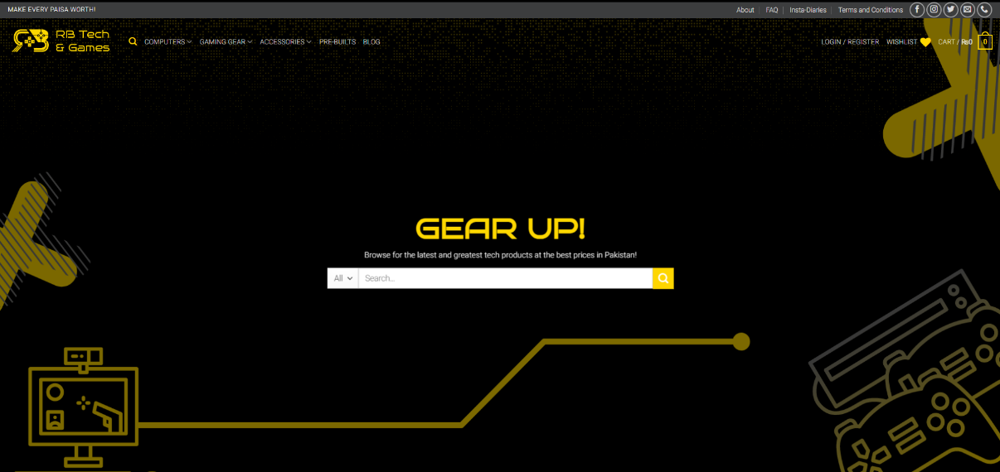 MAKE EVERY PAISA WORTH!
About FAQ Insta-Diaries Terms and Conditions
RB Tech
& Games
COMPUTERS GAMING GEAR ACCESSORIES PRE-BUILTS BLOG
LOGIN / REGISTER WISHLIST CART / ₨0 0
GEAR UP!
Browse for the latest and greatest tech products at the best prices in Pakistan!
All Search...